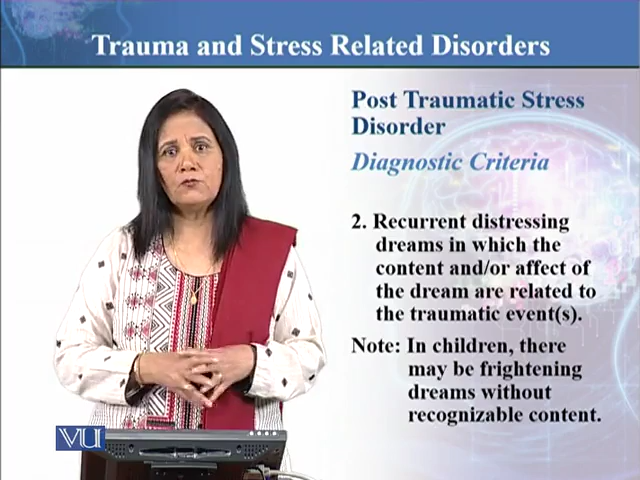 Trauma and Stress Related Disorders
Post Traumatic Stress
Disorder
Diagnostic Criteria
2. Recurrent distressing
dreams in which the
content and/or affect of
the dream are related to
the traumatic event(s).
Note: In children, there
may be frightening
dreams without
recognizable content.
VU